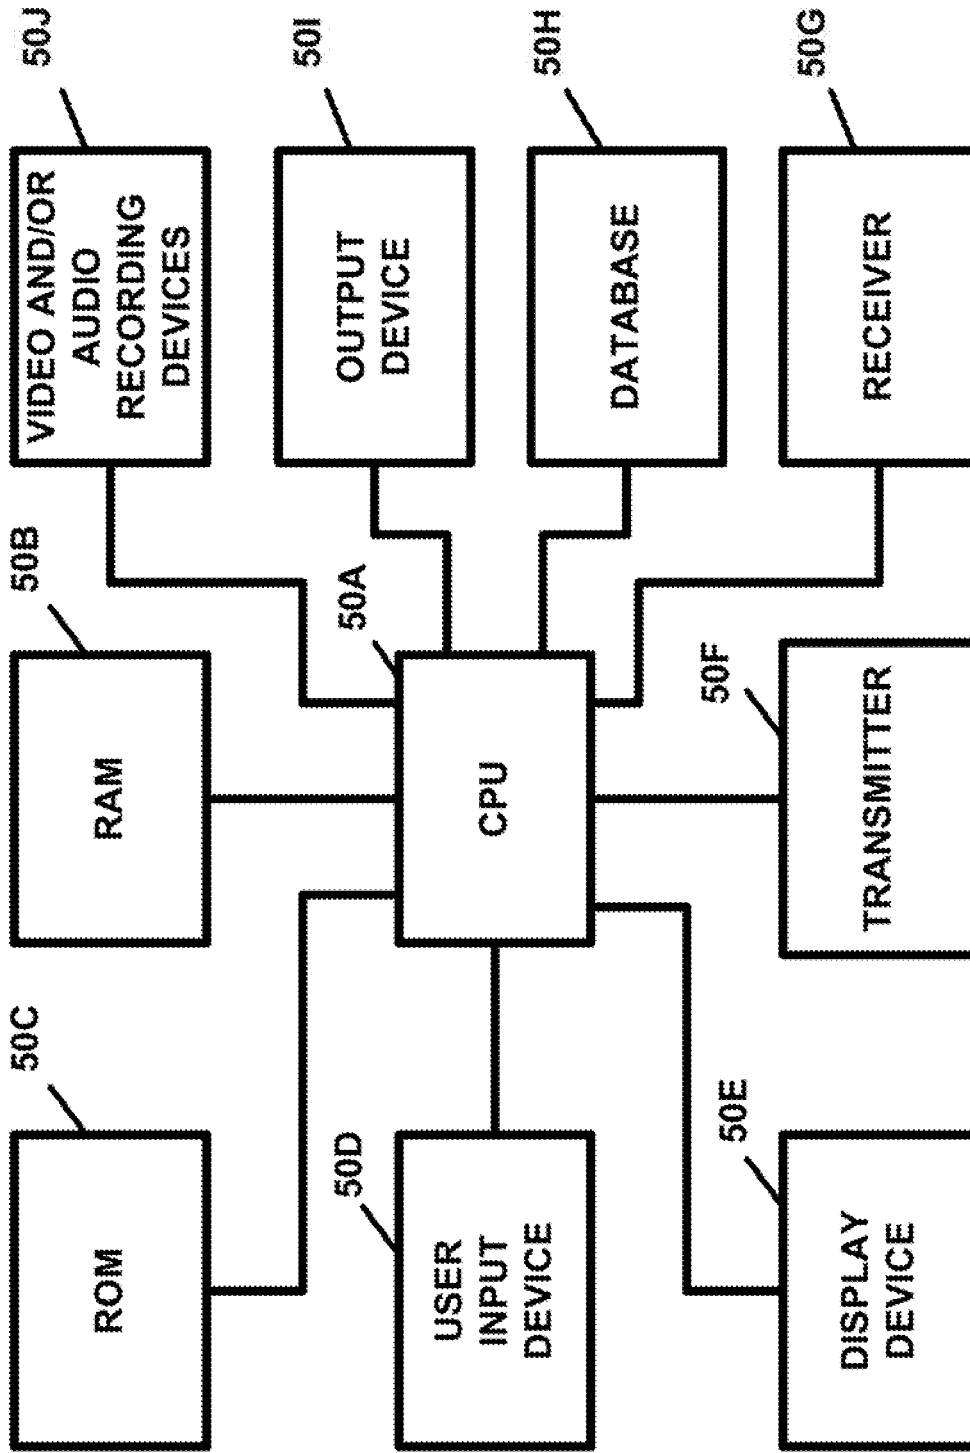 50C
ROM
50B
RAM
50J
VIDEO AND/OR
AUDIO
RECORDING
DEVICES
50D
USER
INPUT
DEVICE
50A
CPU
50I
OUTPUT
DEVICE
50H
DATABASE
50E
DISPLAY
DEVICE
50F
TRANSMITTER
50G
RECEIVER